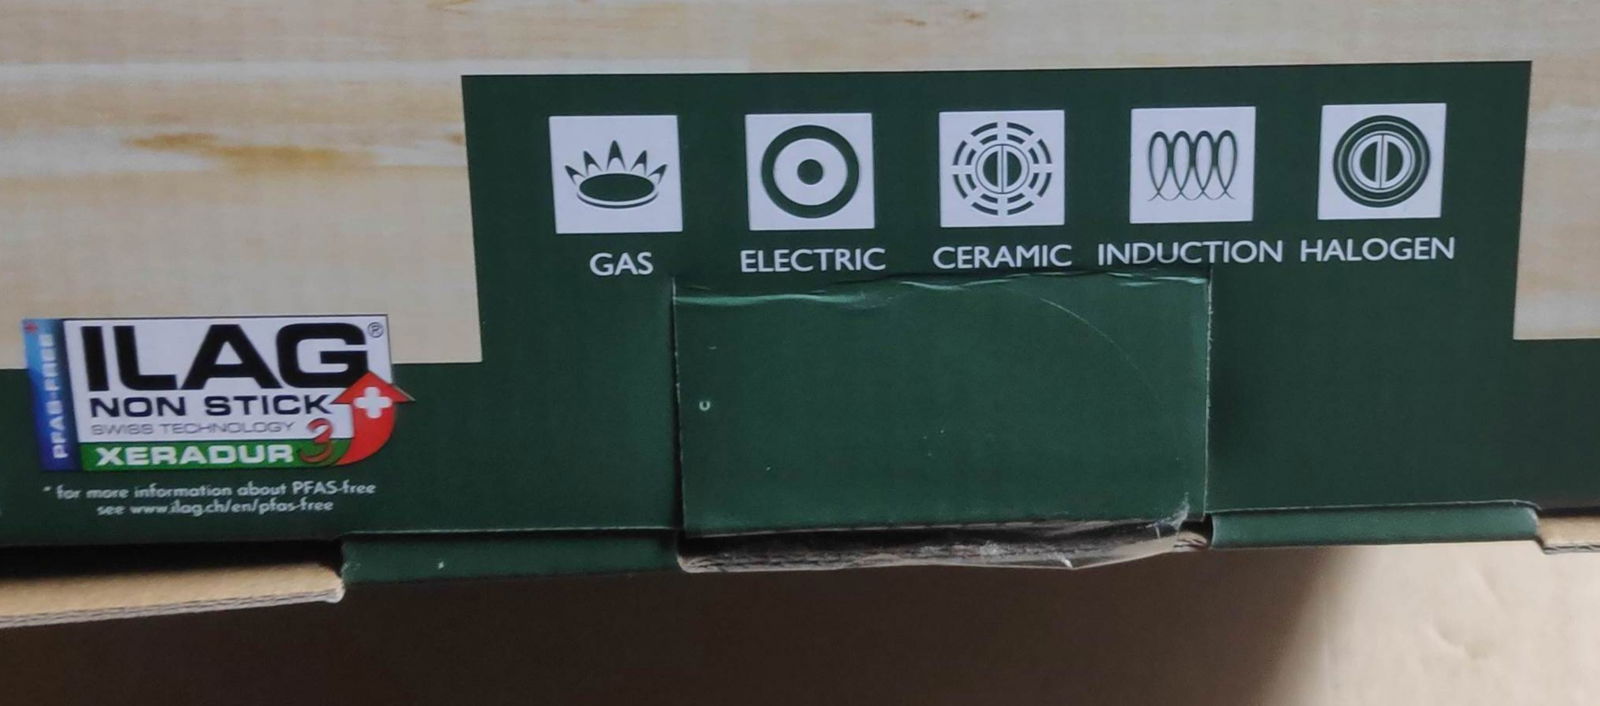 GAS ELECTRIC CERAMIC INDUCTION HALOGEN
PFAS-FREE*
ILAG®
NON STICK
SWISS TECHNOLOGY
XERADUR3
* for more information about PFAS-free
see www.ilag.ch/en/pfas-free